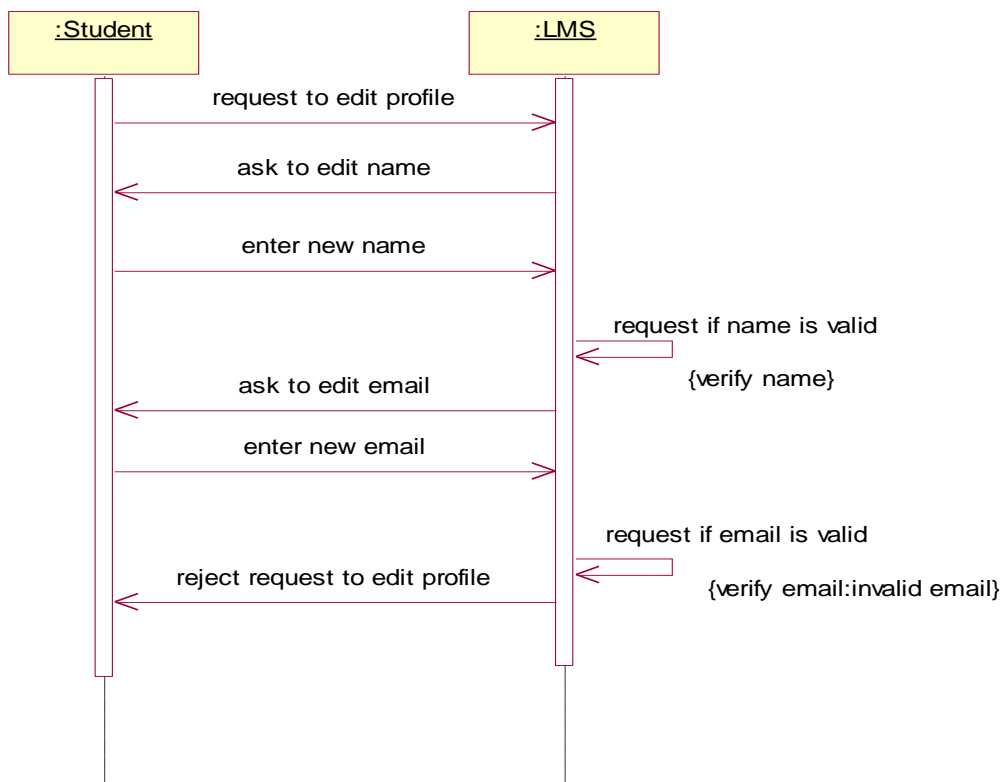 :Student
:LMS
request to edit profile
ask to edit name
enter new name
request if name is valid
{verify name}
ask to edit email
enter new email
request if email is valid
reject request to edit profile
{verify email:invalid email}